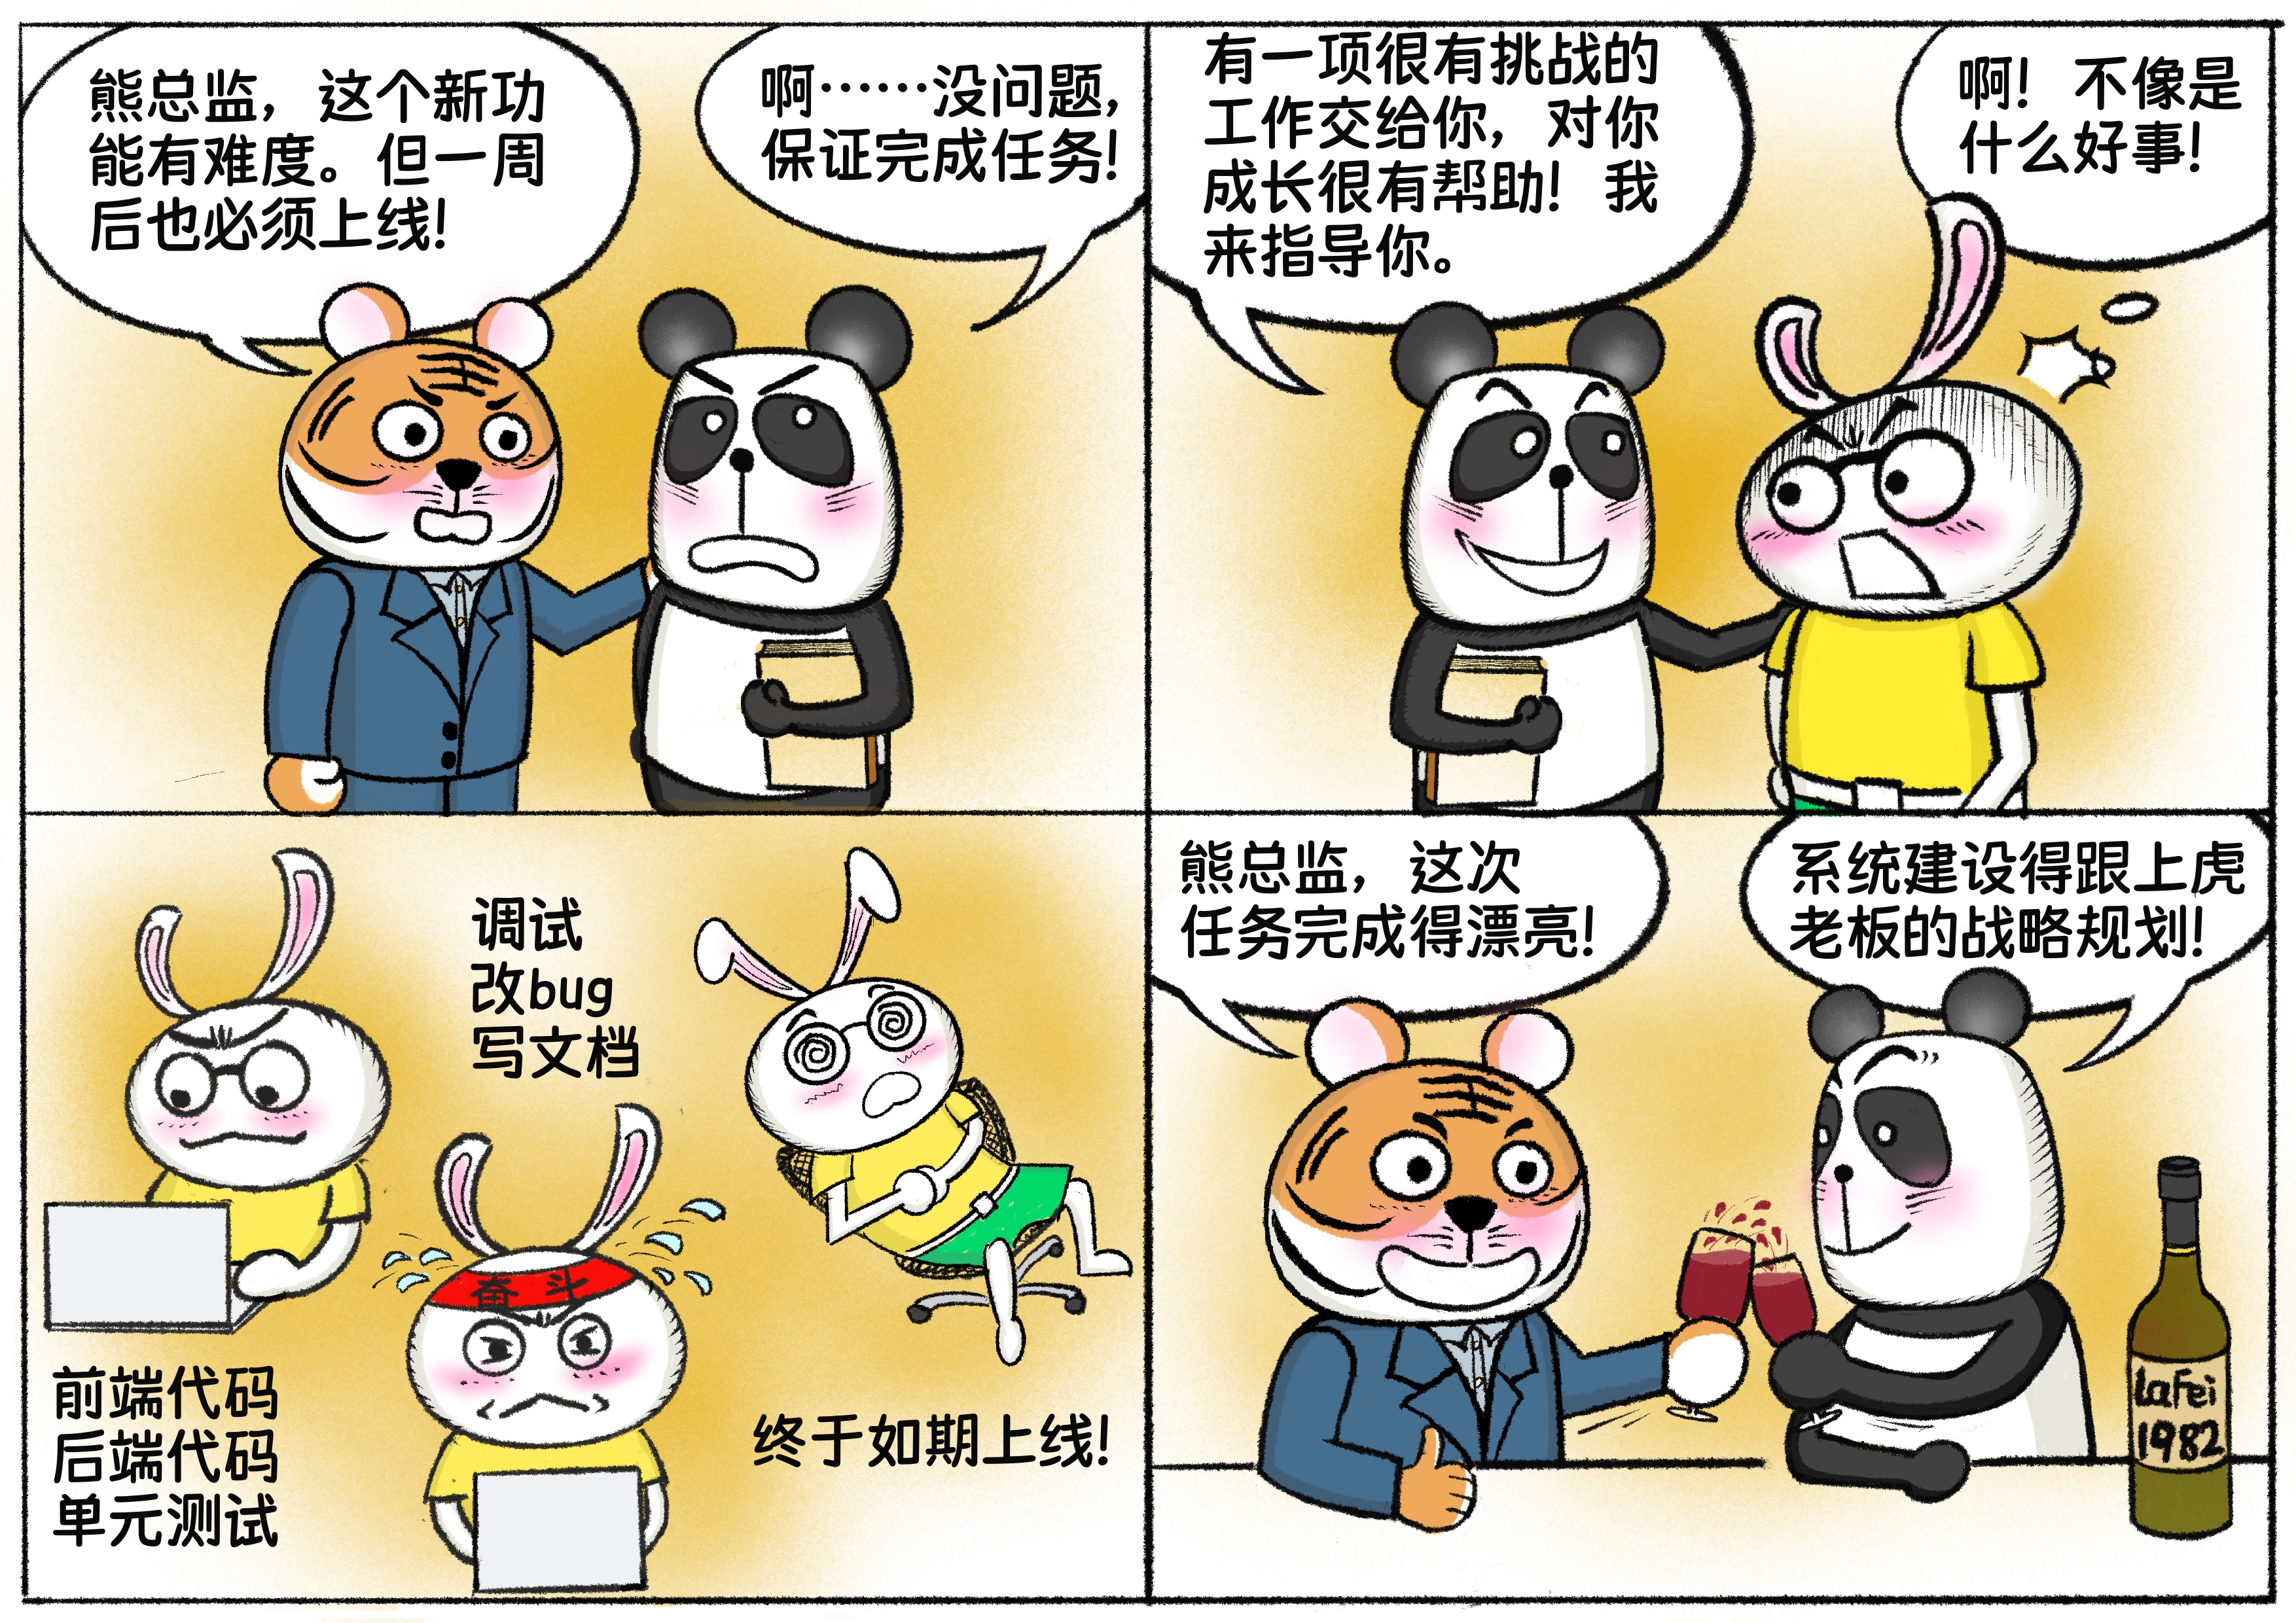 熊总监，这个新功
能有难度。但一周
后也必须上线！
啊……没问题，
保证完成任务！
有一项很有挑战的
工作交给你，对你
成长很有帮助！我
来指导你。
啊！不像是
什么好事！
前端代码
后端代码
单元测试
奋斗
调试
改bug
写文档
终于如期上线！
熊总监，这次
任务完成得漂亮！
系统建设得跟上虎
老板的战略规划！
LaFei
1982